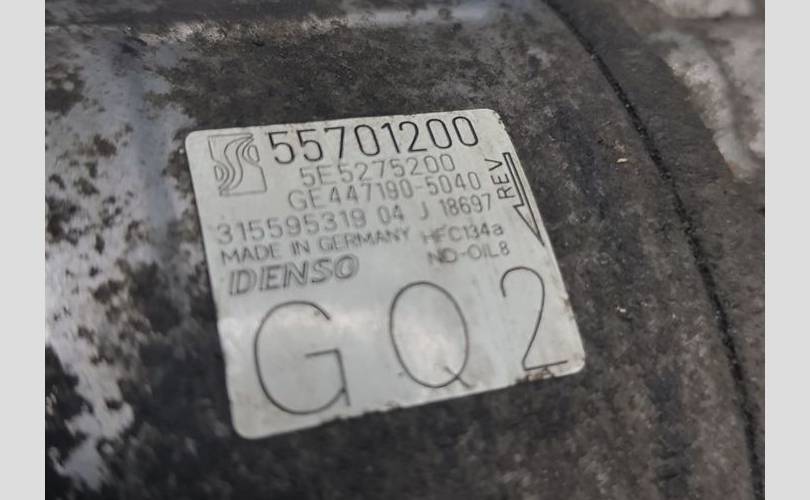 55701200
5E5275200
GE447190-5040
REV
315595319 04 J 18697
MADE IN GERMANY HFC134a
DENSO ND-OIL8
GQ2